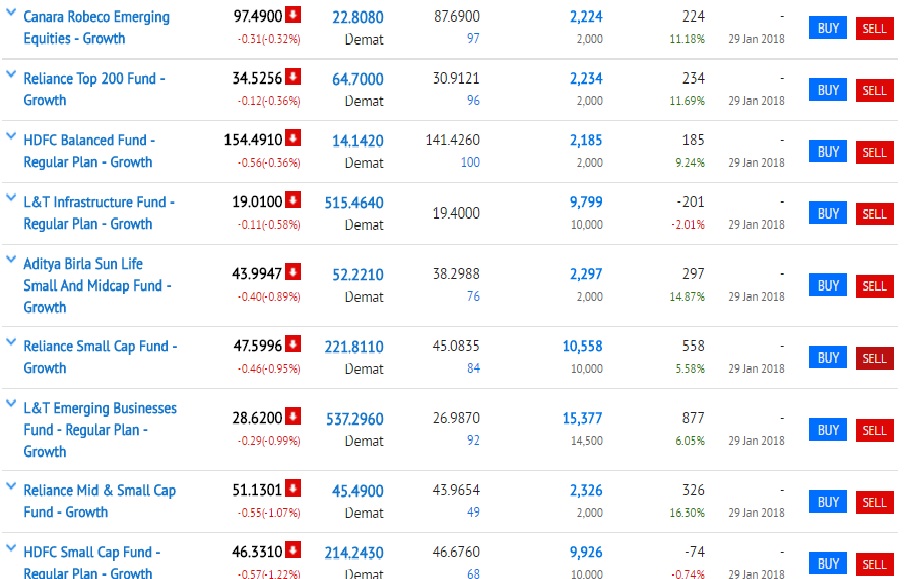 Canara Robeco Emerging 97.4900 22.8080 87.6900 2,224 224 - BUY SELL
Equities - Growth -0.31(-0.32%) Demat 97 2,000 11.18% 29 Jan 2018
Reliance Top 200 Fund - 34.5256 64.7000 30.9121 2,234 234 - BUY SELL
Growth -0.12(-0.36%) Demat 96 2,000 11.69% 29 Jan 2018
HDFC Balanced Fund - 154.4910 14.1420 141.4260 2,185 185 - BUY SELL
Regular Plan - Growth -0.56(-0.36%) Demat 100 2,000 9.24% 29 Jan 2018
L&T Infrastructure Fund - 19.0100 515.4640 19.4000 9,799 -201 - BUY SELL
Regular Plan - Growth -0.11(-0.58%) Demat 10,000 -2.01% 29 Jan 2018
Aditya Birla Sun Life
Small And Midcap Fund - 43.9947 52.2210 38.2988 2,297 297 - BUY SELL
Growth -0.40(-0.89%) Demat 76 2,000 14.87% 29 Jan 2018
Reliance Small Cap Fund - 47.5996 221.8110 45.0835 10,558 558 - BUY SELL
Growth -0.46(-0.95%) Demat 84 10,000 5.58% 29 Jan 2018
L&T Emerging Businesses
Fund - Regular Plan - 28.6200 537.2960 26.9870 15,377 877 - BUY SELL
Growth -0.29(-0.99%) Demat 92 14,500 6.05% 29 Jan 2018
Reliance Mid & Small Cap 51.1301 45.4900 43.9654 2,326 326 - BUY SELL
Fund - Growth -0.55(-1.07%) Demat 49 2,000 16.30% 29 Jan 2018
HDFC Small Cap Fund - 46.3310 214.2430 46.6760 9,926 -74 - BUY SELL
Regular Plan - Growth -0.57(-1.22%) Demat 68 10,000 -0.74% 29 Jan 2018